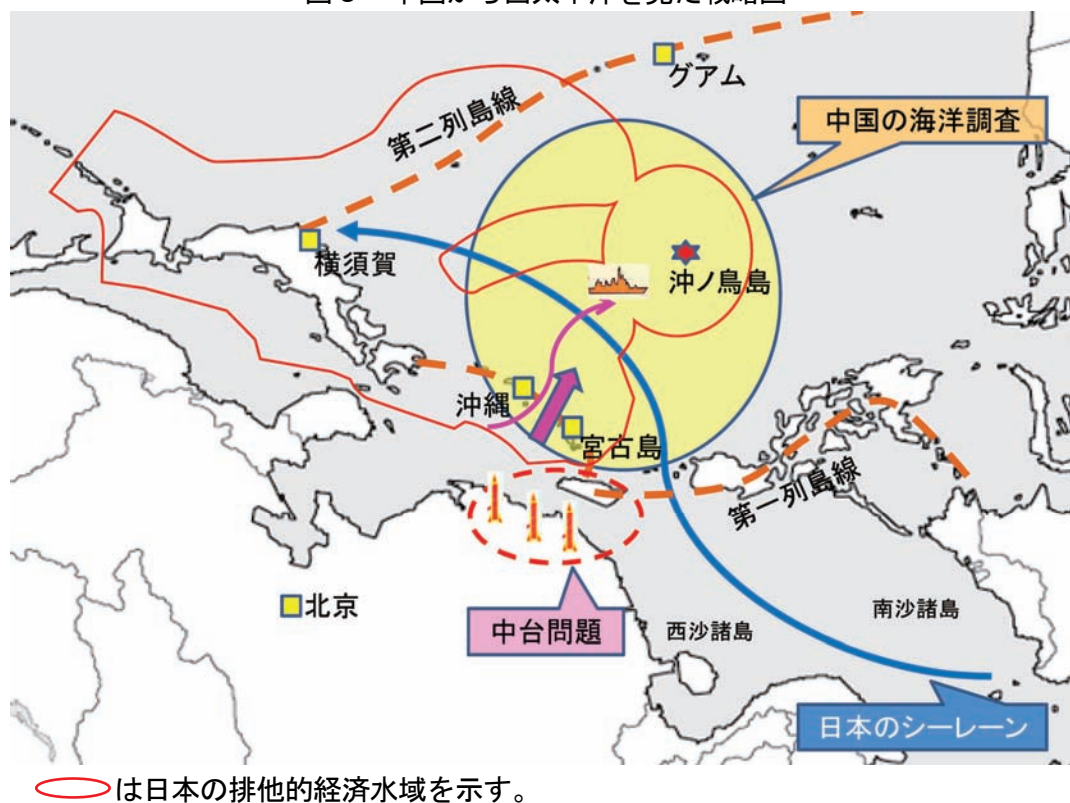 グアム
第二列島線
中国の海洋調査
横須賀
沖ノ鳥島
沖縄
宮古島
第一列島線
北京
中台問題
西沙諸島
南沙諸島
日本のシーレーン
は日本の排他的経済水域を示す。